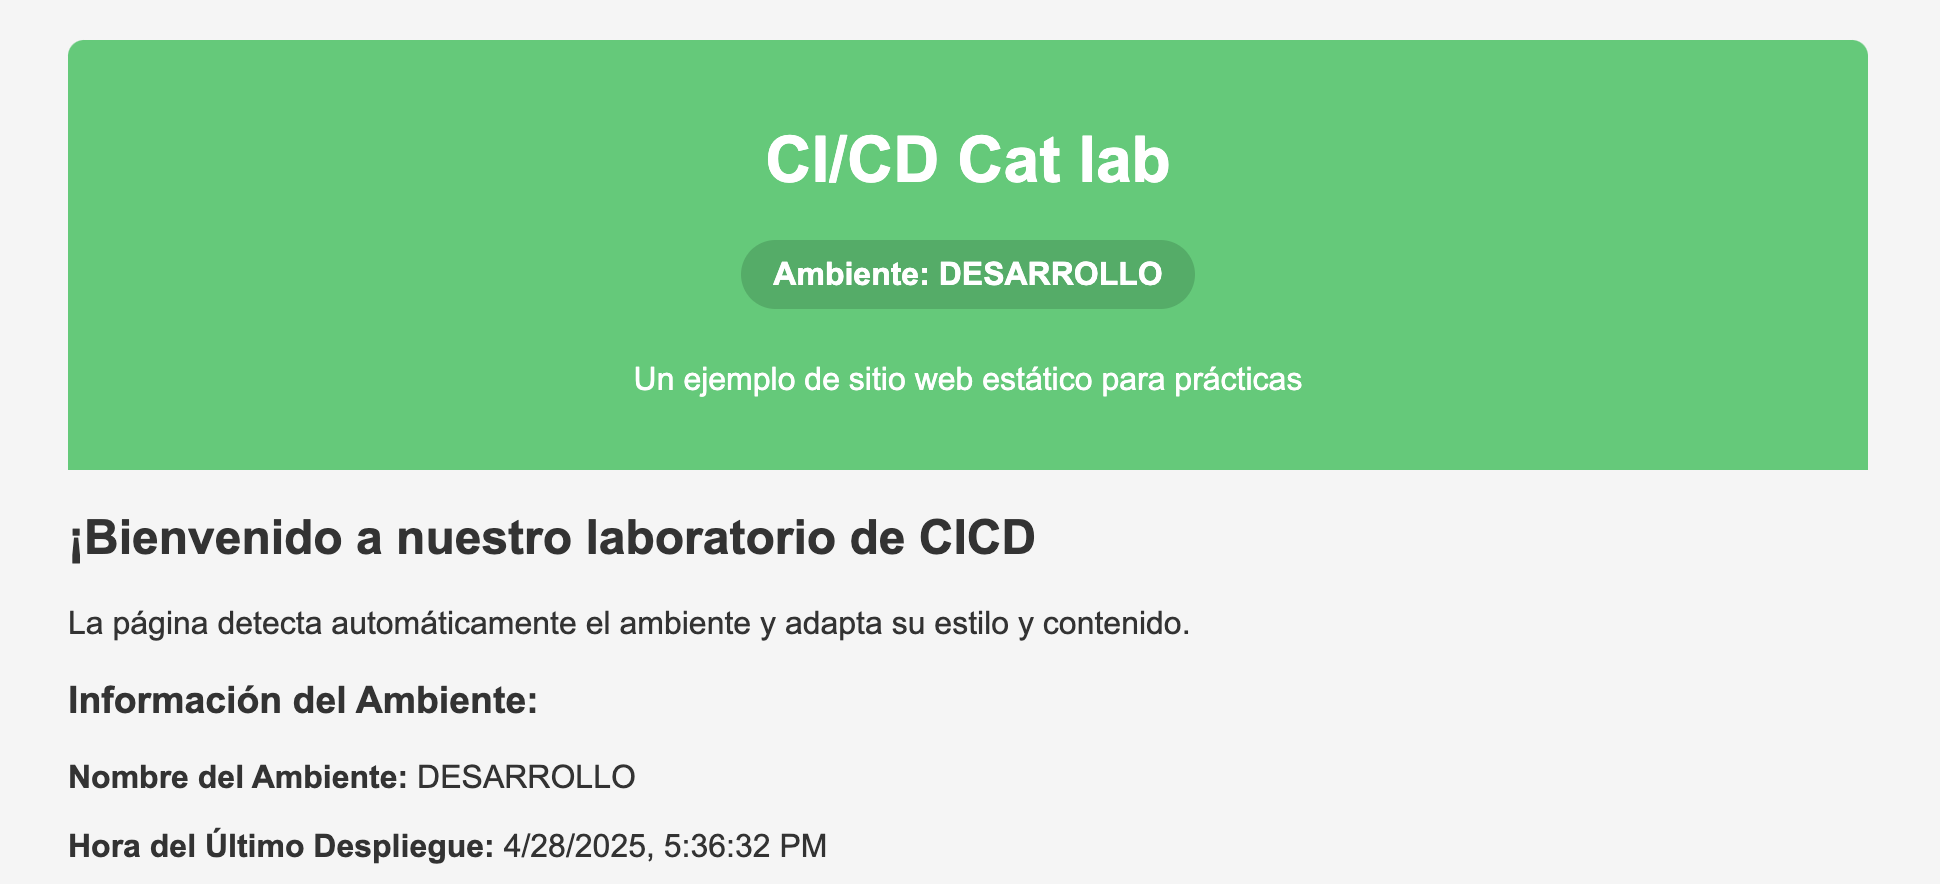 CI/CD Cat lab
Ambiente: DESARROLLO
Un ejemplo de sitio web estático para prácticas
¡Bienvenido a nuestro laboratorio de CICD
La página detecta automáticamente el ambiente y adapta su estilo y contenido.
Información del Ambiente:
Nombre del Ambiente: DESARROLLO
Hora del Último Despliegue: 4/28/2025, 5:36:32 PM